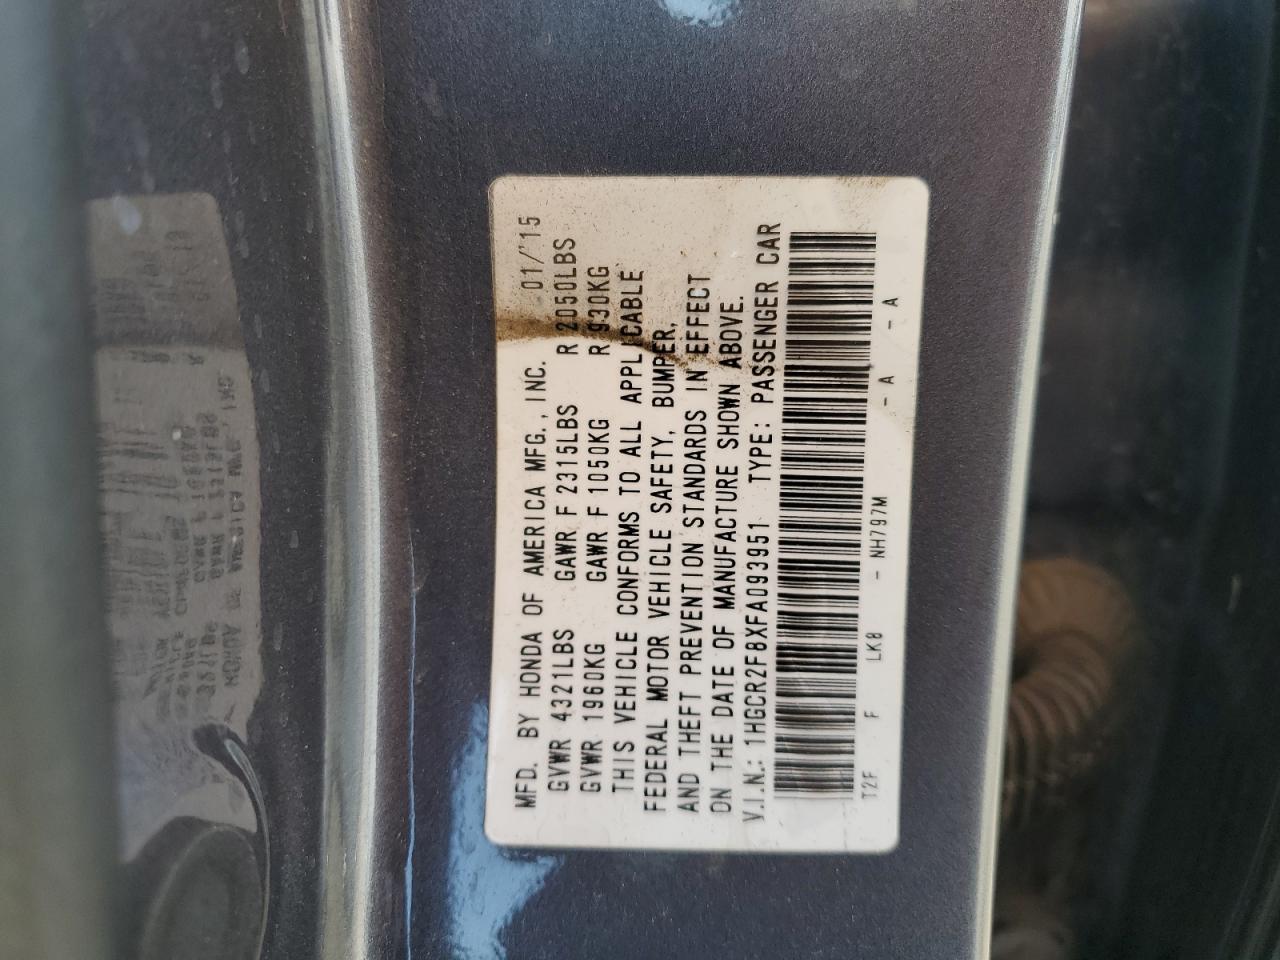 MFD. BY HONDA OF AMERICA MFG., INC. 01/'15
GVWR 4321LBS GAWR F 2315LBS R 2050LBS
GVWR 1960KG GAWR F 1050KG R 930KG
THIS VEHICLE CONFORMS TO ALL APPLICABLE
FEDERAL MOTOR VEHICLE SAFETY, BUMPER,
AND THEFT PREVENTION STANDARDS IN EFFECT
ON THE DATE OF MANUFACTURE SHOWN ABOVE.
V.I.N.: 1HGCR2F8XFA093951 TYPE: PASSENGER CAR
T2F F LK8 - NH797M - A - A